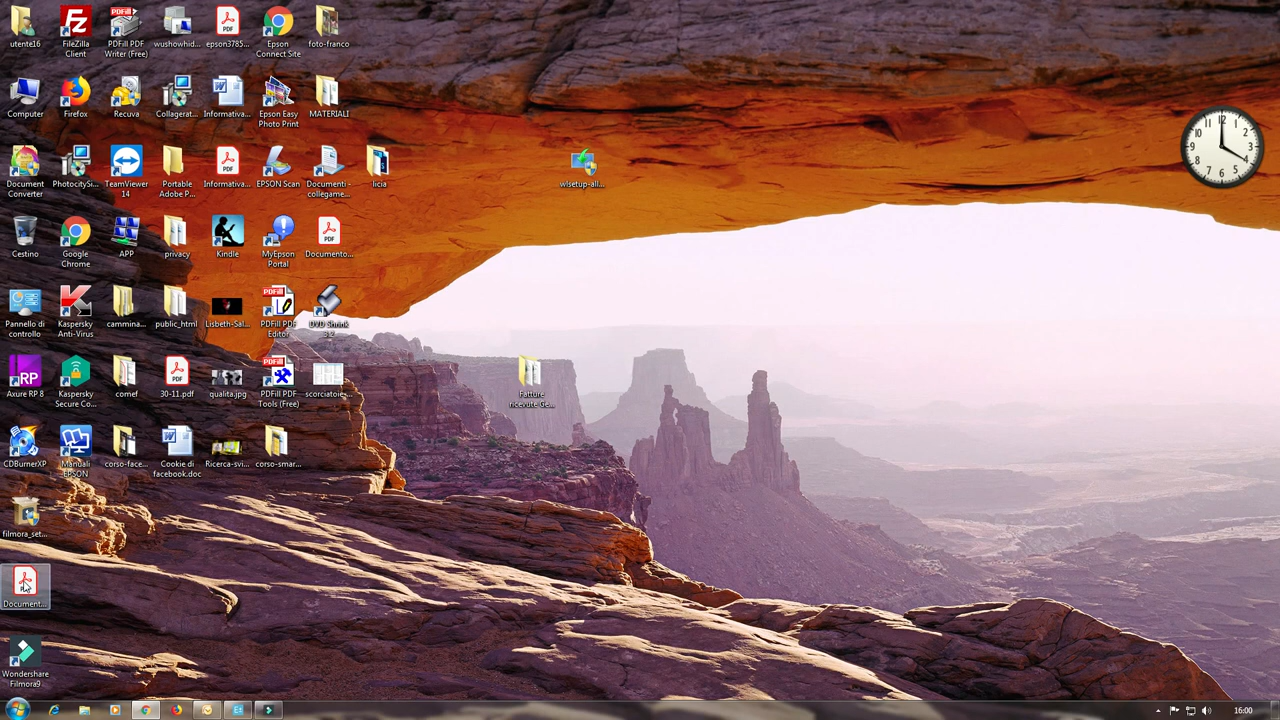 utente16
FileZilla
Client
PDFill PDF
Writer (Free)
wushowhid...
epson3785...
Epson
Connect Site
foto-franco
Computer
Firefox
Recuva
Collegerat...
Informativa...
Epson Easy
Photo Print
MATERIALI
Document
Converter
PhotocitySi...
TeamViewer
14
Portable
Adobe P...
Informativa...
EPSON Scan
Documenti -
collegame...
licia
wlsetup-all...
Cestino
Google
Chrome
APP
privacy
Kindle
MyEpson
Portal
Documento...
Pannello di
controllo
Kaspersky
Anti-Virus
cammina...
public_html
Lisbeth-Sal...
PDFill PDF
Editor
DVD Shrink
3.2
Axure RP 8
Kaspersky
Secure Co...
comef
30-11.pdf
qualita.jpg
PDFill PDF
Tools (Free)
scorciatoie-...
Fatture
ricevute Ge...
CDBurnerXP
Manuali
EPSON
corso-face...
Cookie di
facebook.doc
Ricerca-svi...
corso-smar...
filmora_set...
Document...
Wondershare
Filmora9
16:00